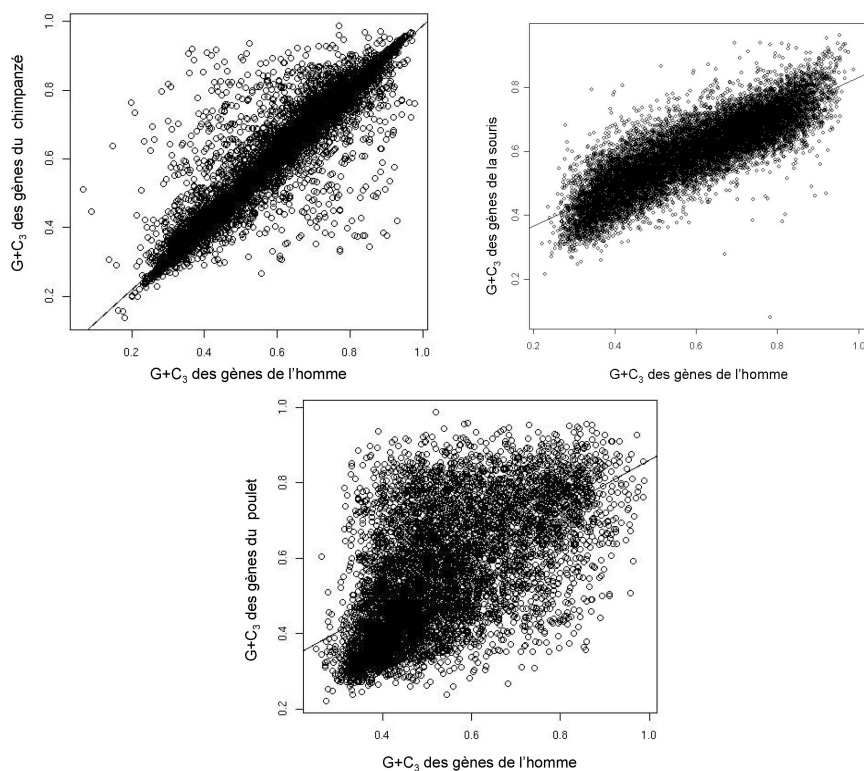 1.0
0.8
0.6
0.4
0.2
G+C3 des gènes du chimpanzé
0.2 0.4 0.6 0.8 1.0
G+C3 des gènes de l'homme
0.8
0.6
0.4
0.2
G+C3 des gènes de la souris
0.2 0.4 0.6 0.8 1.0
G+C3 des gènes de l'homme
1.0
0.8
0.6
0.4
0.2
G+C3 des gènes du poulet
0.4 0.6 0.8 1.0
G+C3 des gènes de l'homme